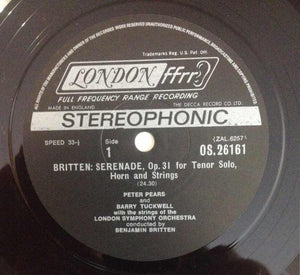 Trademarks Reg. U.S. Pat. Off.
LONDON ffrr
FULL FREQUENCY RANGE RECORDING
MADE IN ENGLAND THE DECCA RECORD CO LTD
STEREOPHONIC
SPEED 33⅓ Side 1 (ZAL.6257)
OS.26161
BRITTEN: SERENADE, Op. 31 for Tenor Solo,
Horn and Strings
(24.30)
PETER PEARS
and
BARRY TUCKWELL
with the strings of the
LONDON SYMPHONY ORCHESTRA
conducted by
BENJAMIN BRITTEN